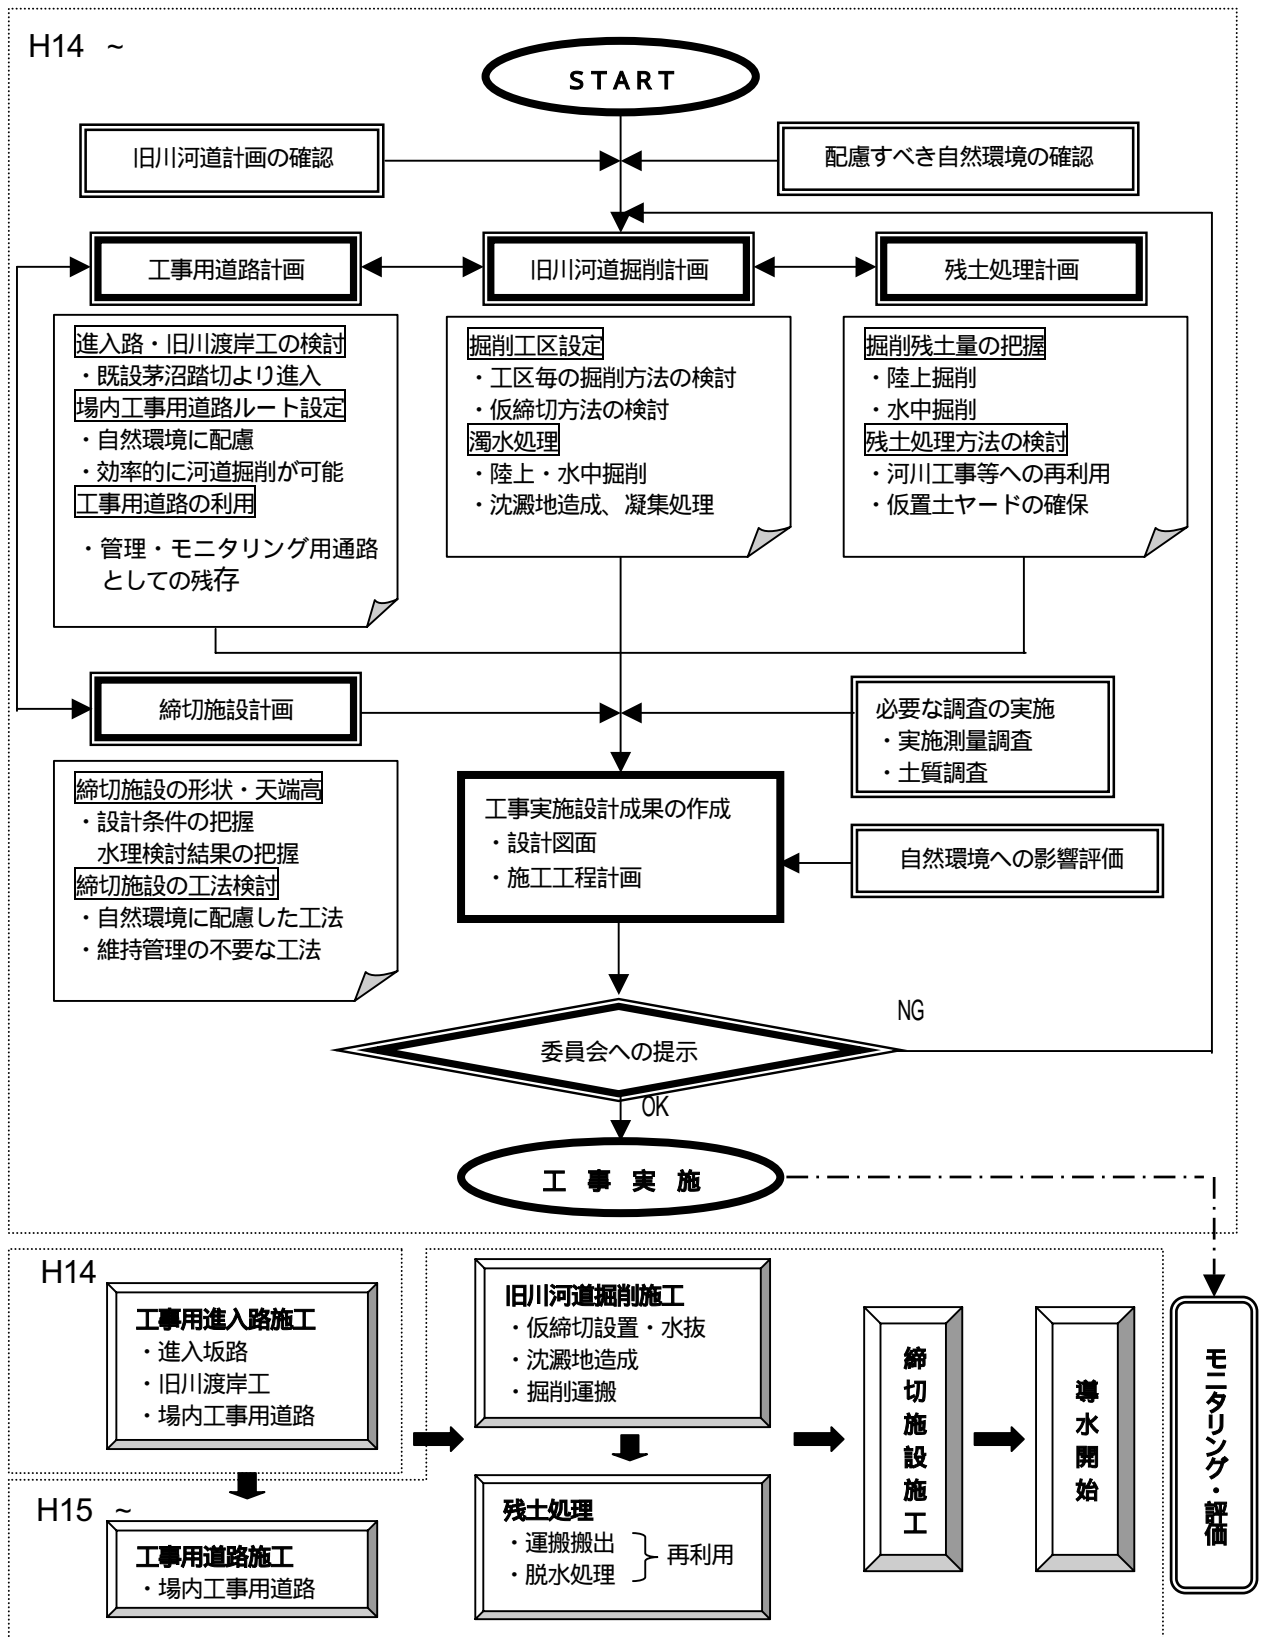 H14 ~
START
旧川河道計画の確認
配慮すべき自然環境の確認
工事用道路計画
旧川河道掘削計画
残土処理計画
進入路・旧川渡岸工の検討
・既設茅沼踏切より進入
場内工事用道路ルート設定
・自然環境に配慮
・効率的に河道掘削が可能
工事用道路の利用
・管理・モニタリング用通路
としての残存
掘削工区設定
・工区毎の掘削方法の検討
・仮締切方法の検討
濁水処理
・陸上・水中掘削
・沈澱地造成、凝集処理
掘削残土量の把握
・陸上掘削
・水中掘削
残土処理方法の検討
・河川工事等への再利用
・仮置土ヤードの確保
締切施設計画
必要な調査の実施
・実施測量調査
・土質調査
締切施設の形状・天端高
・設計条件の把握
水理検討結果の把握
締切施設の工法検討
・自然環境に配慮した工法
・維持管理の不要な工法
工事実施設計成果の作成
・設計図面
・施工工程計画
自然環境への影響評価
委員会への提示
NG
OK
工事実施
H14
工事用進入路施工
・進入坂路
・旧川渡岸工
・場内工事用道路
旧川河道掘削施工
・仮締切設置・水抜
・沈澱地造成
・掘削運搬
締切施設施工
導水開始
モニタリング・評価
H15 ~
工事用道路施工
・場内工事用道路
残土処理
・運搬搬出
・脱水処理
再利用